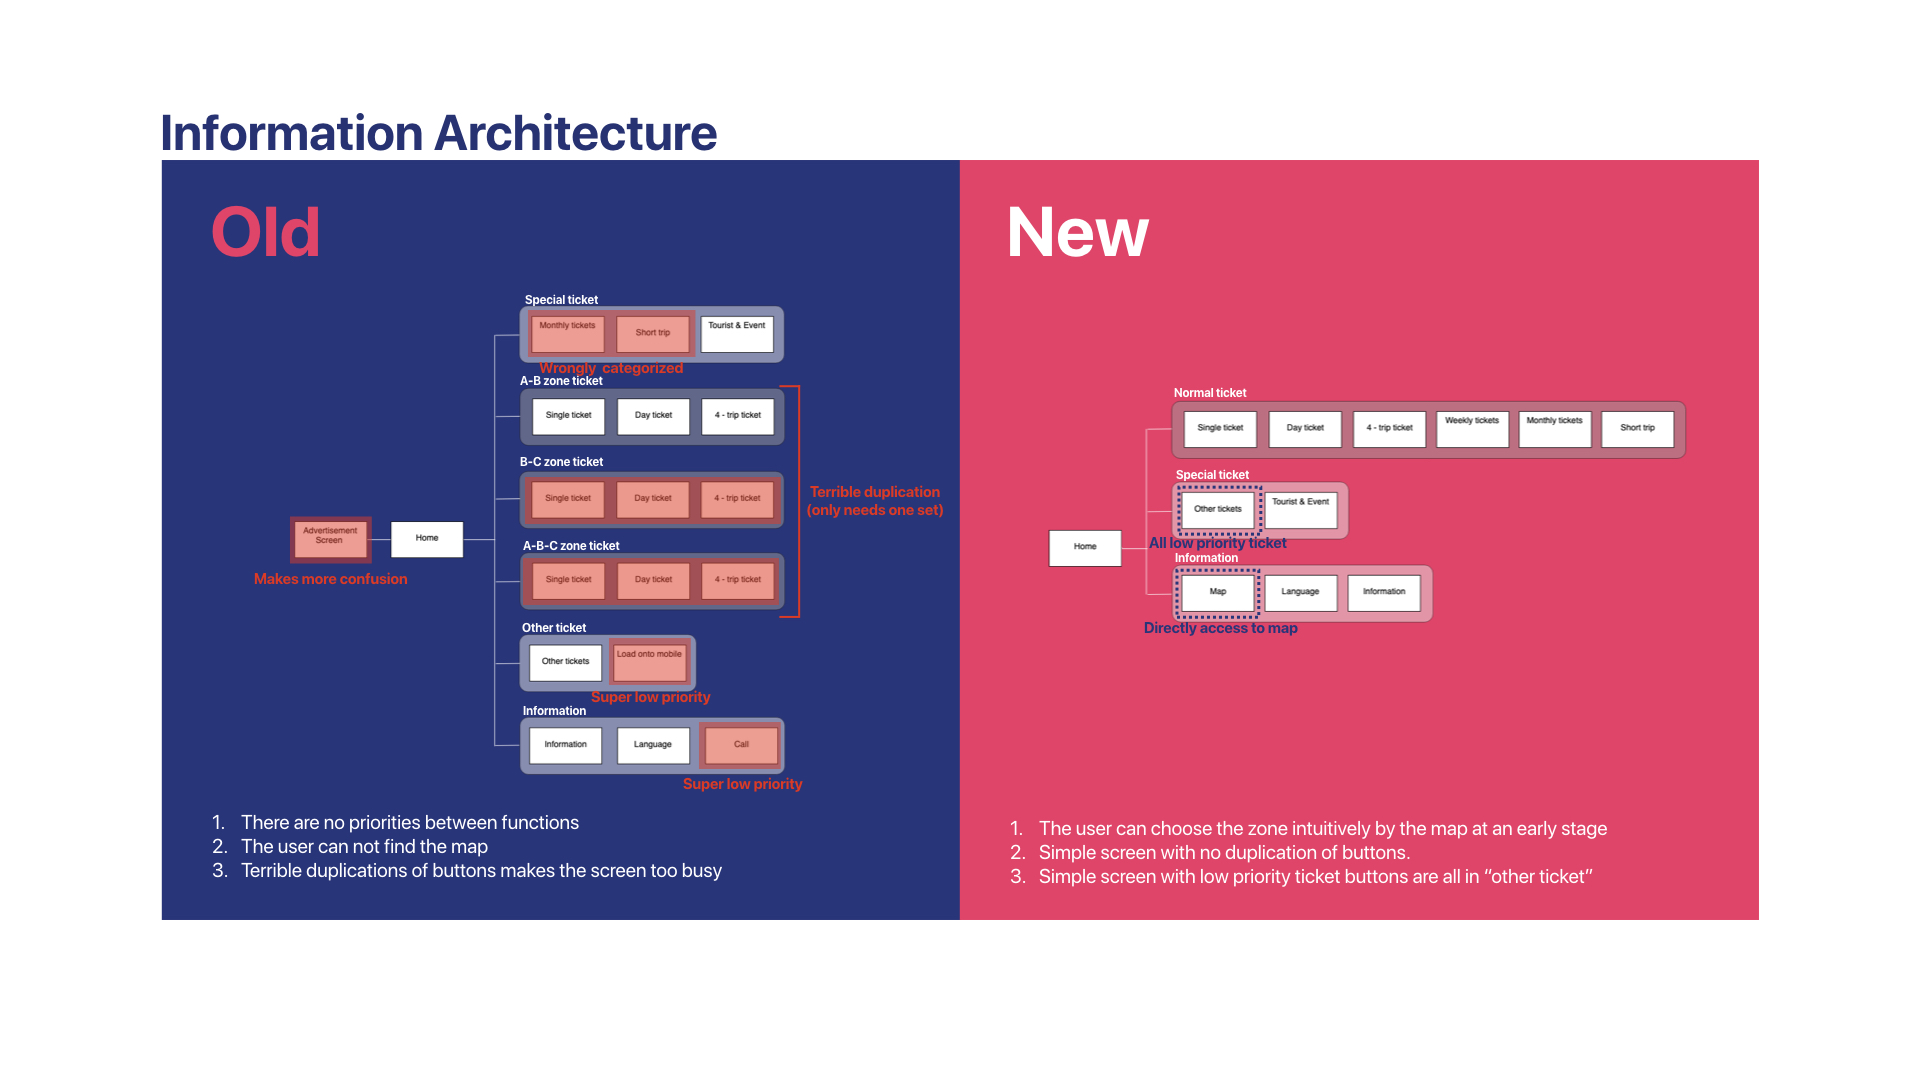 Information Architecture
Old
Special ticket
Monthly tickets
Short trip
Tourist & Event
Wrongly categorized
A-B zone ticket
Single ticket
Day ticket
4 - trip ticket
B-C zone ticket
Single ticket
Day ticket
4 - trip ticket
Terrible duplication
(only needs one set)
Advertisement
Screen
Home
Makes more confusion
A-B-C zone ticket
Single ticket
Day ticket
4 - trip ticket
Other ticket
Other tickets
Load onto mobile
Super low priority
Information
Information
Language
Call
Super low priority
1. There are no priorities between functions
2. The user can not find the map
3. Terrible duplications of buttons makes the screen too busy
New
Normal ticket
Single ticket
Day ticket
4 - trip ticket
Weekly tickets
Monthly tickets
Short trip
Special ticket
Other tickets
Tourist & Event
Home
All low priority ticket
Information
Map
Language
Information
Directly access to map
1. The user can choose the zone intuitively by the map at an early stage
2. Simple screen with no duplication of buttons.
3. Simple screen with low priority ticket buttons are all in “other ticket”